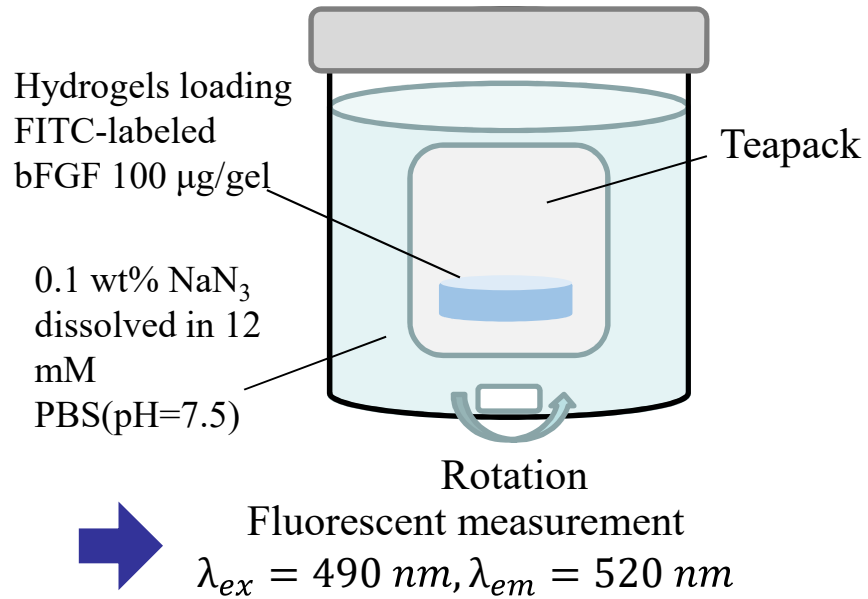 Hydrogels loading
FITC-labeled
bFGF 100 μg/gel
Teapack
0.1 wt% NaN₃
dissolved in 12
mM
PBS(pH=7.5)
Rotation
Fluorescent measurement
λₑₓ = 490 nm, λₑₘ = 520 nm